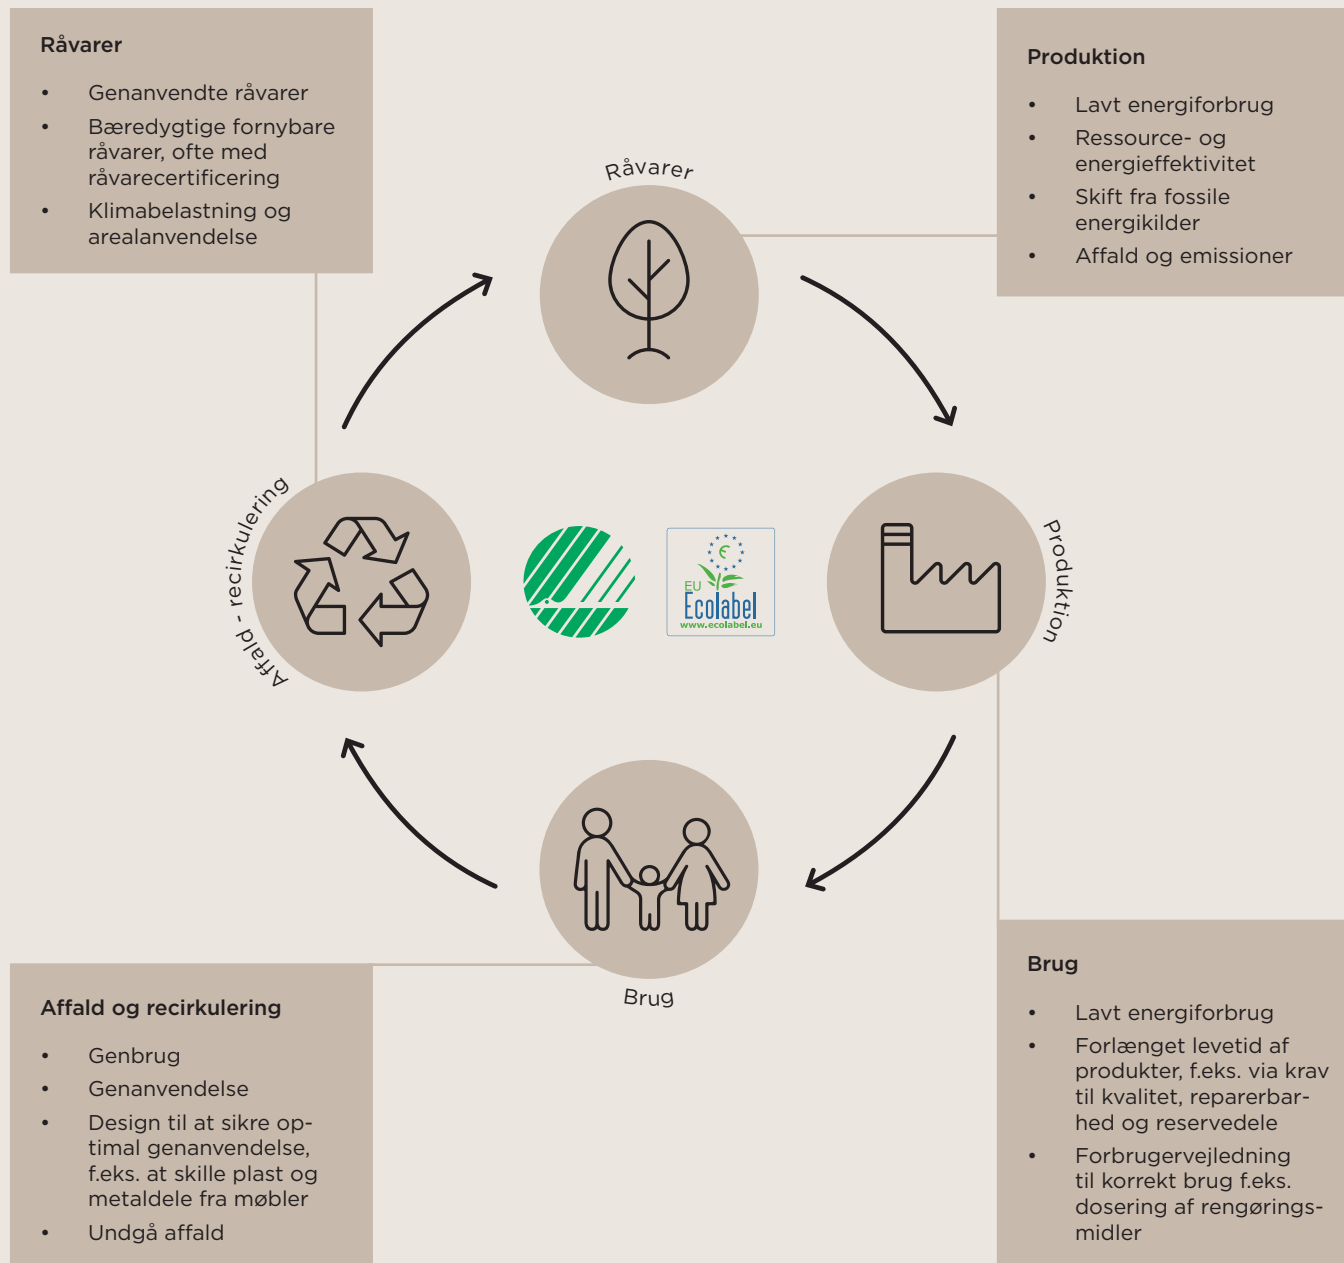 Råvarer
• Genanvendte råvarer
• Bæredygtige fornybare
råvarer, ofte med
råvarecertificering
• Klimabelastning og
arealanvendelse
Produktion
• Lavt energiforbrug
• Ressource- og
energieffektivitet
• Skift fra fossile
energikilder
• Affald og emissioner
Råvarer
Affald - recirkulering
EU
Ecolabel
www.ecolabel.eu
Produktion
Brug
Affald og recirkulering
• Genbrug
• Genanvendelse
• Design til at sikre op-
timal genanvendelse,
f.eks. at skille plast og
metaldele fra møbler
• Undgå affald
Brug
• Lavt energiforbrug
• Forlænget levetid af
produkter, f.eks. via krav
til kvalitet, reparerbar-
hed og reservedele
• Forbrugervejledning
til korrekt brug f.eks.
dosering af rengørings-
midler